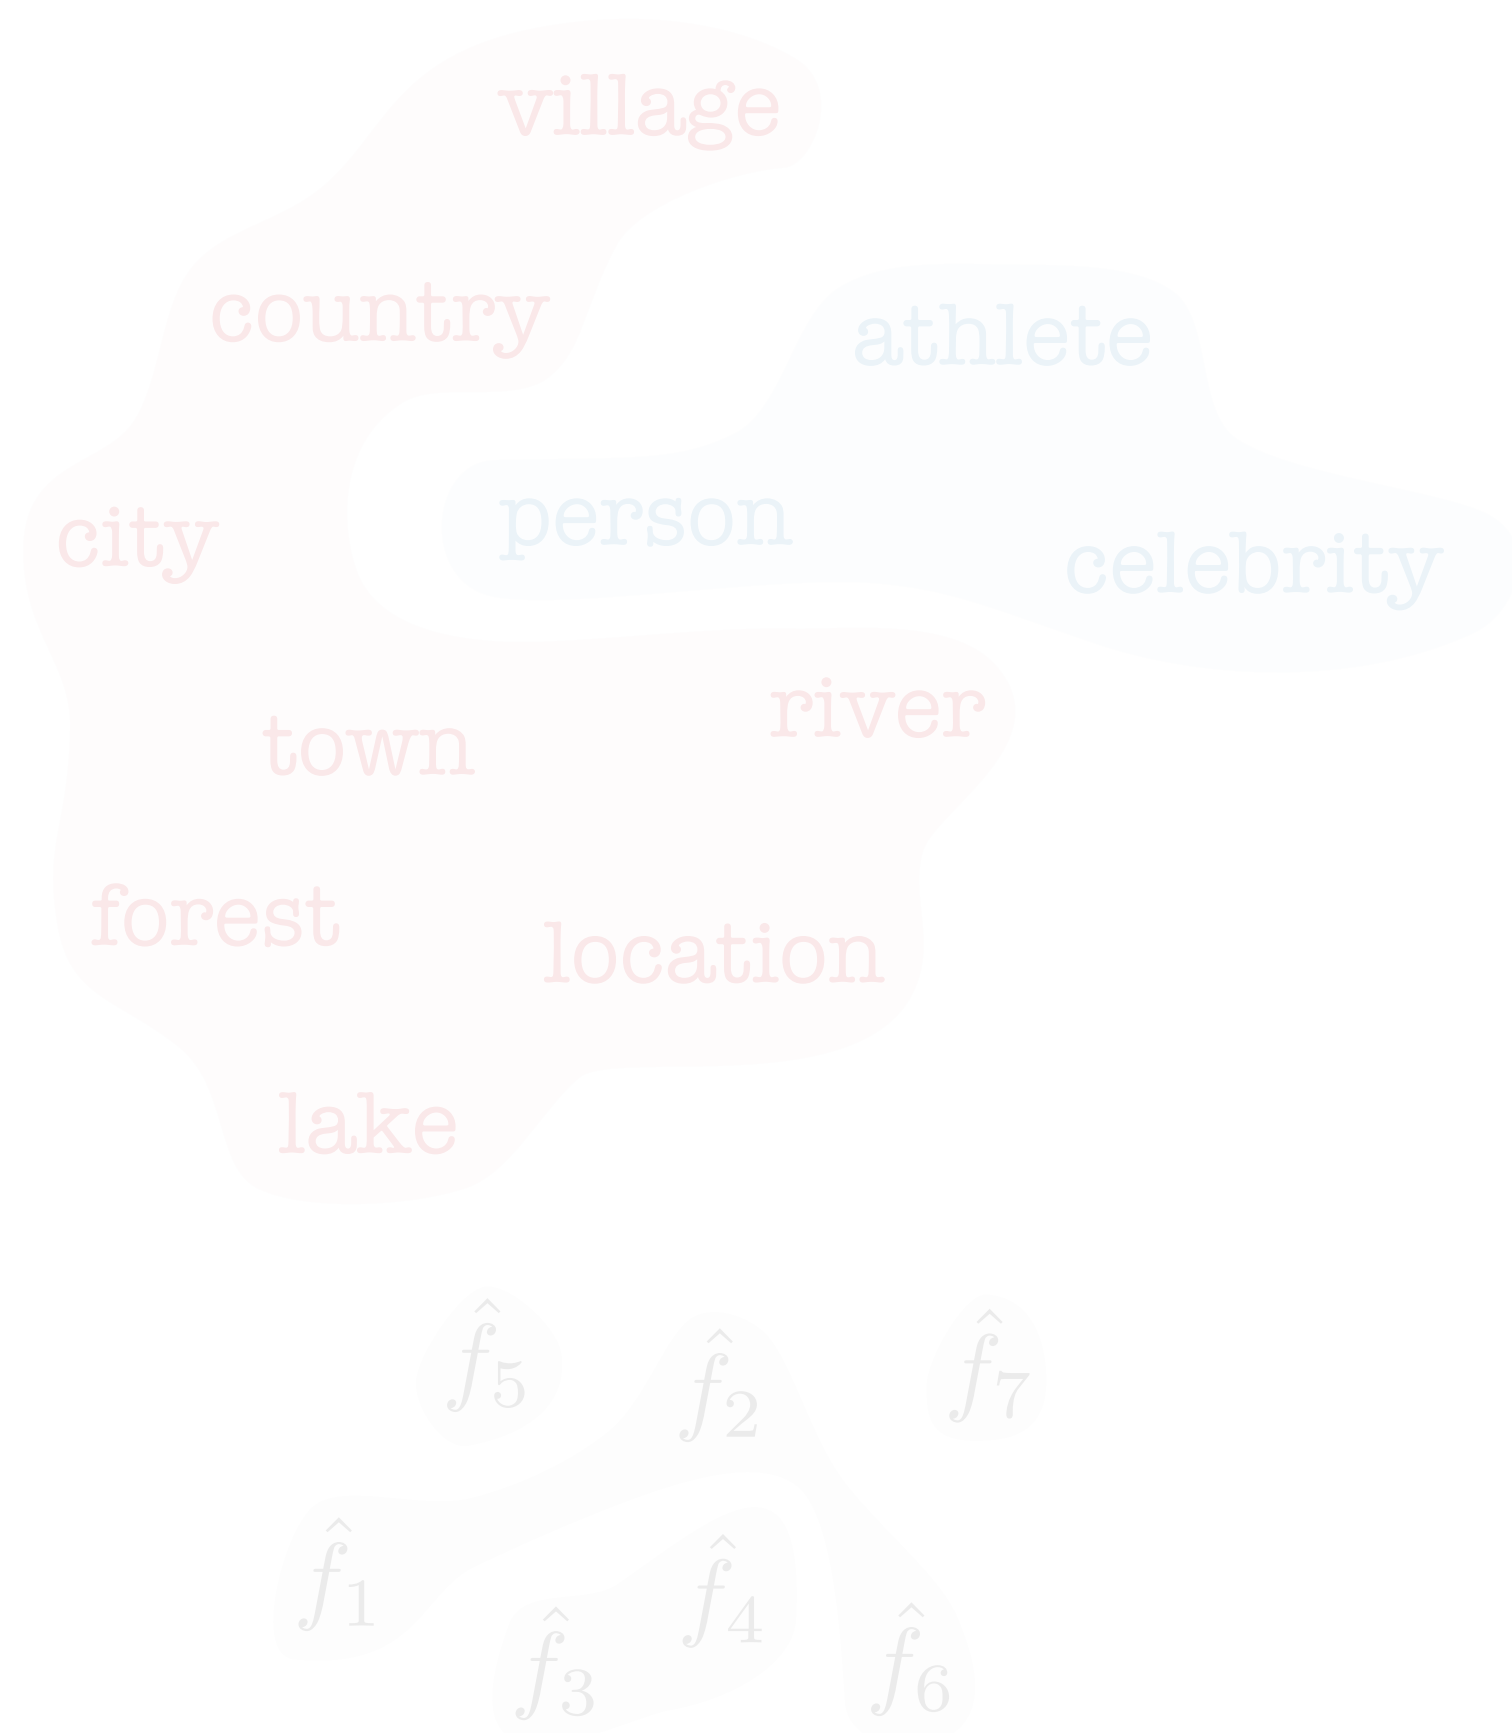 village
country
athlete
city
person
celebrity
town
river
forest
location
lake
f̂₅
f̂₂
f̂₇
f̂₁
f̂₄
f̂₃
f̂₆